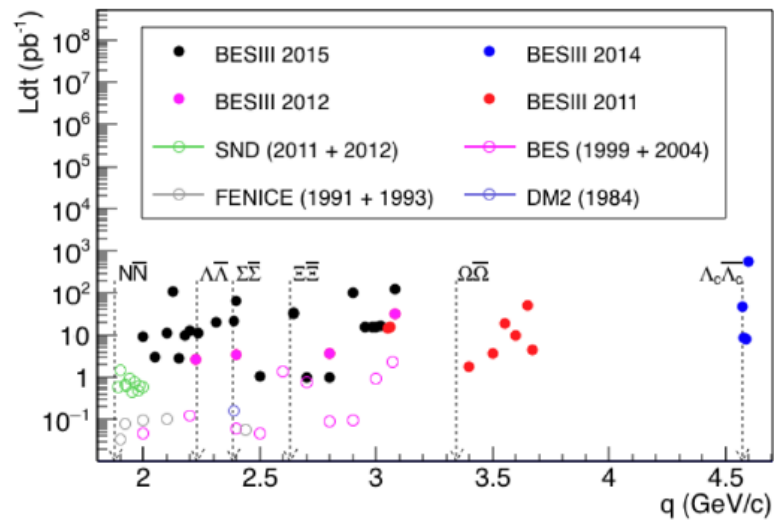 Ldt (pb⁻¹)
10⁸
10⁷
10⁶
10⁵
10⁴
10³
10²
10
1
10⁻¹
BESIII 2015
BESIII 2014
BESIII 2012
BESIII 2011
SND (2011 + 2012)
BES (1999 + 2004)
FENICE (1991 + 1993)
DM2 (1984)
NN̅ ΛΛ̅ ΣΣ̅ ΞΞ̅ ΩΩ̅ Λ_cΛ̅_c
2 2.5 3 3.5 4 4.5
q (GeV/c)